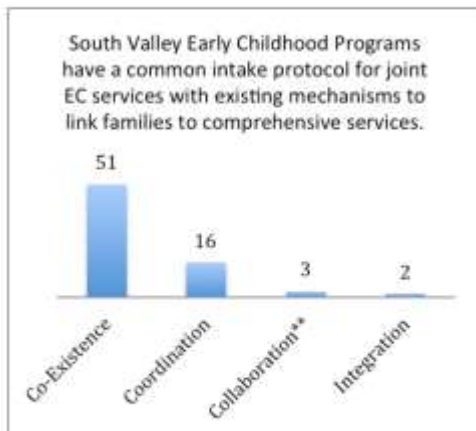 South Valley Early Childhood Programs
have a common intake protocol for joint
EC services with existing mechanisms to
link families to comprehensive services.
51
16
3
2
Co-Existence
Coordination
Collaboration**
Integration